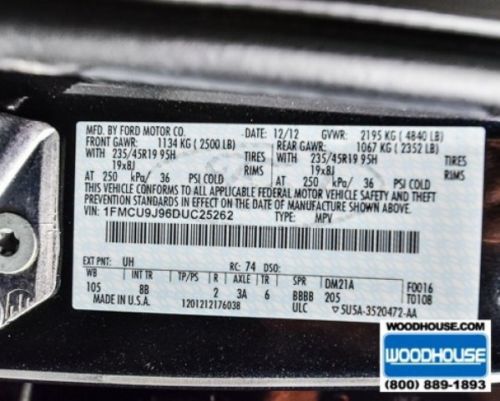 MFD. BY FORD MOTOR CO. DATE: 12/12 GVWR: 2195 KG ( 4840 LB)
FRONT GAWR: 1134 KG ( 2500 LB) REAR GAWR: 1067 KG ( 2352 LB)
WITH 235/45R19 95H TIRES WITH 235/45R19 95H TIRES
19x8J RIMS 19x8J RIMS
AT 250 kPa/ 36 PSI COLD AT 250 kPa/ 36 PSI COLD
THIS VEHICLE CONFORMS TO ALL APPLICABLE FEDERAL MOTOR VEHICLE SAFETY AND THEFT
PREVENTION STANDARDS IN EFFECT ON THE DATE OF MANUFACTURE SHOWN ABOVE.
VIN: 1FMCU9J96DUC25262 TYPE: MPV
EXT PNT: UH RC: 74 DSO:
WB INT TR TP/PS R AXLE TR SPR DM21A F0016
105 BB 2 3A 6 BBBB 205 T0108
MADE IN U.S.A. 1201212176038 ULC ▽5U5A-3520472-AA
WOODHOUSE.COM
WOODHOUSE
(800) 889-1893